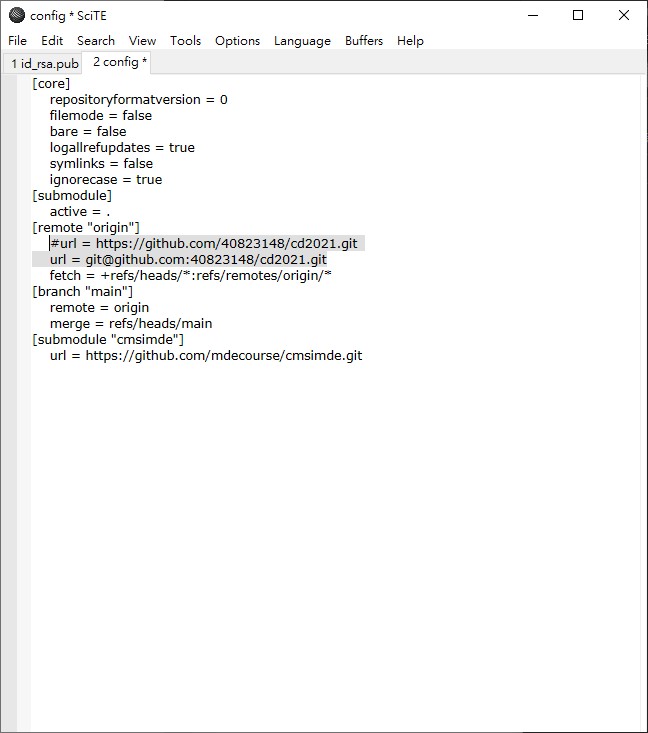 config * SciTE
File Edit Search View Tools Options Language Buffers Help
1 id_rsa.pub 2 config *
[core]
repositoryformatversion = 0
filemode = false
bare = false
logallrefupdates = true
symlinks = false
ignorecase = true
[submodule]
active = .
[remote "origin"]
#url = https://github.com/40823148/cd2021.git
url = git@github.com:40823148/cd2021.git
fetch = +refs/heads/*:refs/remotes/origin/*
[branch "main"]
remote = origin
merge = refs/heads/main
[submodule "cmsimde"]
url = https://github.com/mdecourse/cmsimde.git